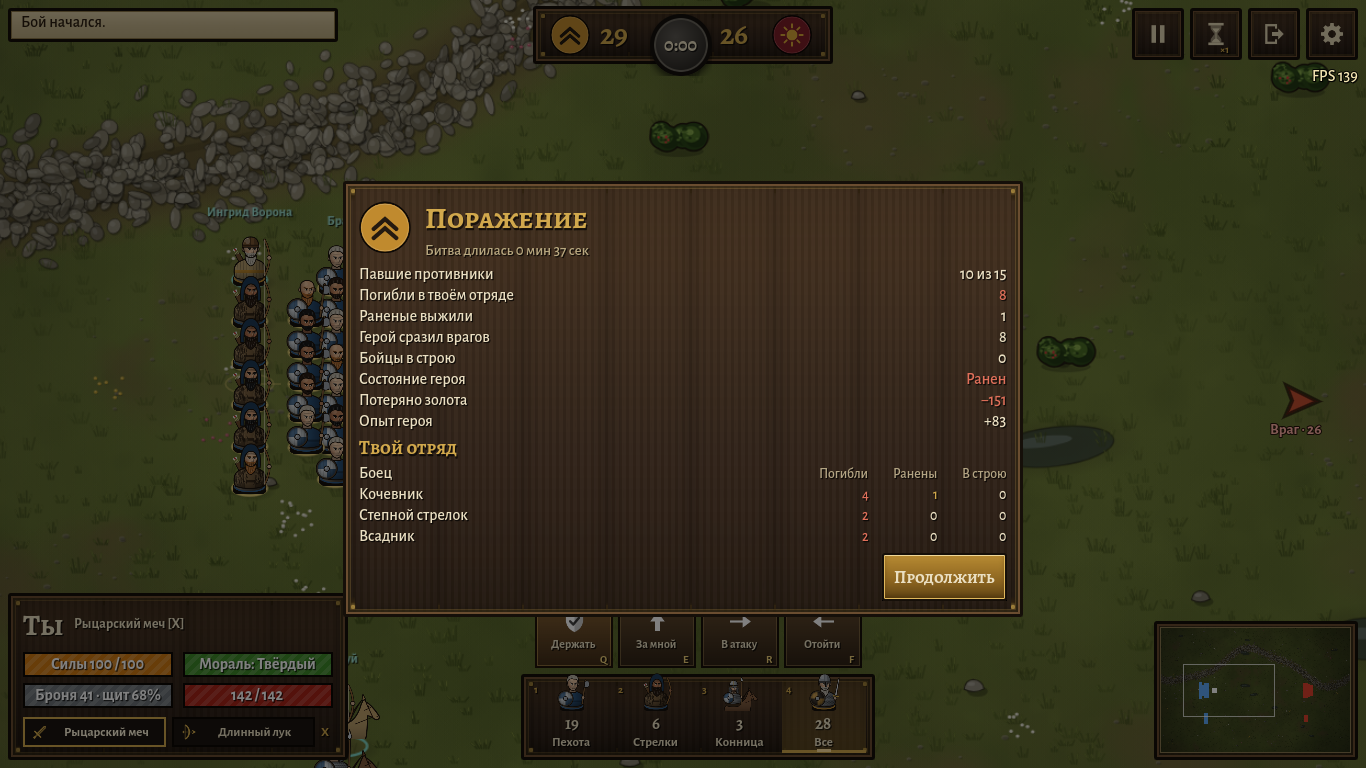 Бой начался.
29
0:00
26
×1
FPS 139
Ингрид Ворона
Бр
Поражение
Битва длилась 0 мин 37 сек
Павшие противники 10 из 15
Погибли в твоём отряде 8
Раненые выжили 1
Герой сразил врагов 8
Бойцы в строю 0
Состояние героя Ранен
Потеряно золота −151
Опыт героя +83
Твой отряд
Боец Погибли Ранены В строю
Кочевник 4 1 0
Степной стрелок 2 0 0
Всадник 2 0 0
Продолжить
Враг · 26
Ты Рыцарский меч [X]
Силы 100 / 100
Мораль: Твёрдый
Броня 41 · щит 68%
142 / 142
Рыцарский меч
Длинный лук X
ый
Держать Q
За мной E
В атаку R
Отойти F
1 2 3 4
19 6 3 28
Пехота Стрелки Конница Все